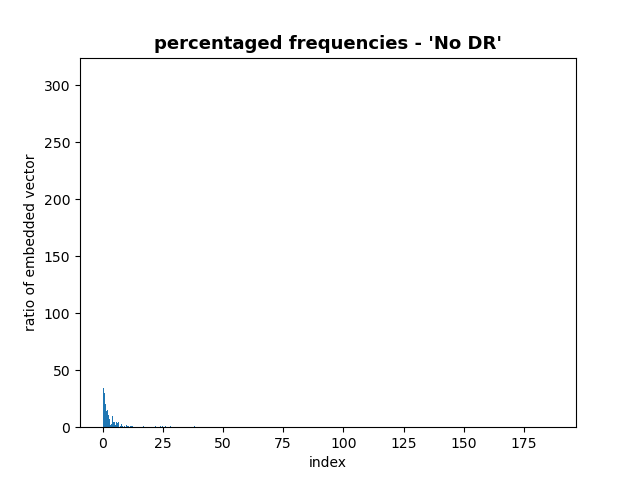 percentaged frequencies - 'No DR'
ratio of embedded vector
300
250
200
150
100
50
0
0 25 50 75 100 125 150 175
index